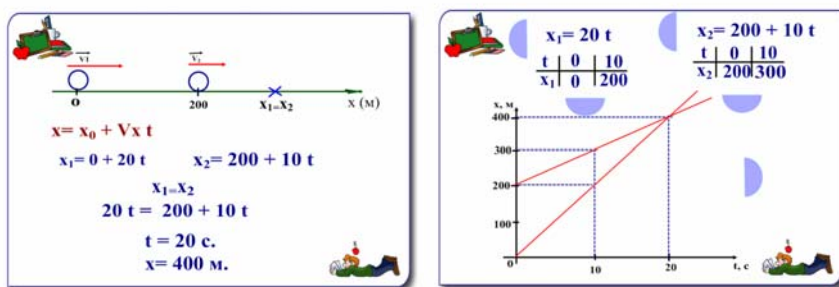 v₁ v₂
0 200 x₁=x₂ x (м)
x= x₀ + Vx t
x₁= 0 + 20 t x₂= 200 + 10 t
x₁=x₂
20 t = 200 + 10 t
t = 20 с.
x= 400 м.
x₁= 20 t x₂= 200 + 10 t
t 0 10
x₁ 0 200
t 0 10
x₂ 200 300
x, м
400
300
200
100
0 10 20 t, с